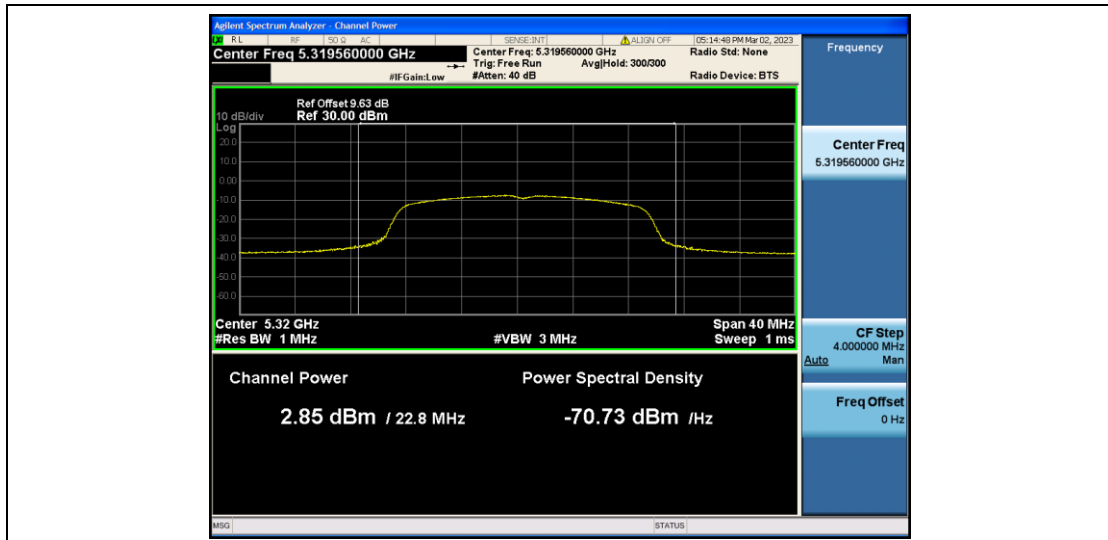 Agilent Spectrum Analyzer - Channel Power
RL RF 50 Ω AC SENSE:INT ALIGN OFF 05:14:48 PM Mar 02, 2023
Center Freq 5.319560000 GHz
Center Freq: 5.319560000 GHz Radio Std: None
Trig: Free Run Avg|Hold: 300/300
#IFGain:Low #Atten: 40 dB Radio Device: BTS
Frequency
Ref Offset 9.63 dB
10 dB/div Ref 30.00 dBm
Log
20.0
10.0
0.00
-10.0
-20.0
-30.0
-40.0
-50.0
-60.0
Center 5.32 GHz Span 40 MHz
#Res BW 1 MHz #VBW 3 MHz Sweep 1 ms
Center Freq
5.319560000 GHz
CF Step
4.000000 MHz
Auto Man
Freq Offset
0 Hz
Channel Power Power Spectral Density
2.85 dBm / 22.8 MHz -70.73 dBm /Hz
MSG STATUS